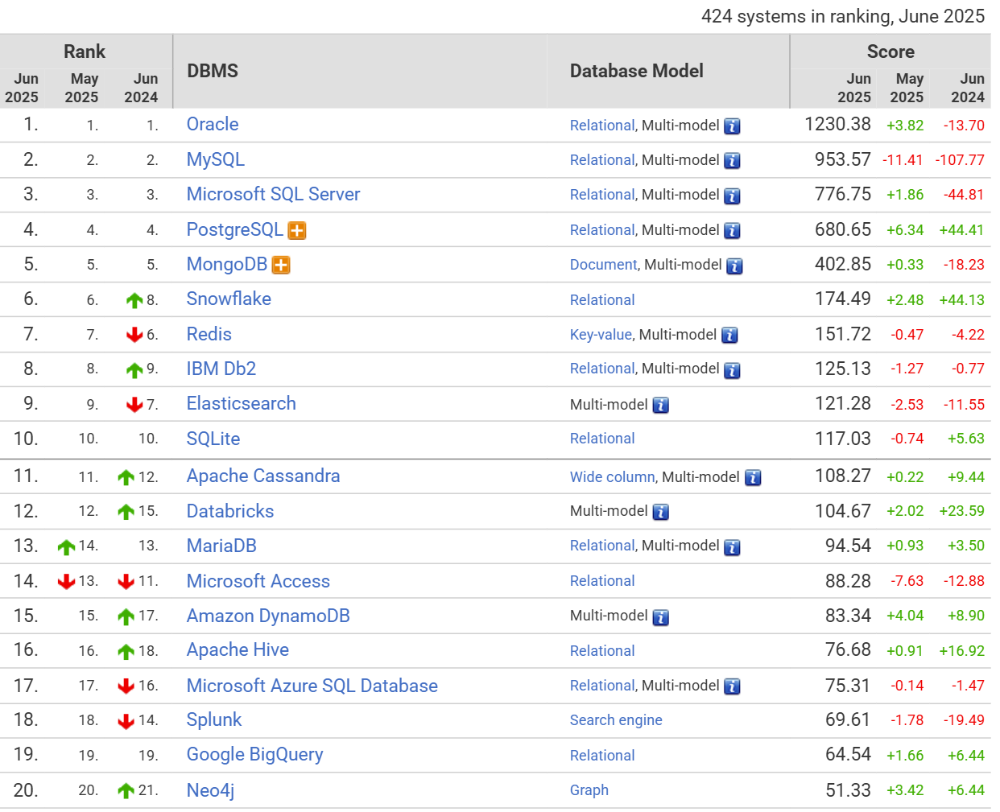 424 systems in ranking, June 2025
Rank DBMS Database Model Score
Jun 2025 May 2025 Jun 2024 Jun 2025 May 2025 Jun 2024
1. 1. 1. Oracle Relational, Multi-model i 1230.38 +3.82 -13.70
2. 2. 2. MySQL Relational, Multi-model i 953.57 -11.41 -107.77
3. 3. 3. Microsoft SQL Server Relational, Multi-model i 776.75 +1.86 -44.81
4. 4. 4. PostgreSQL Relational, Multi-model i 680.65 +6.34 +44.41
5. 5. 5. MongoDB Document, Multi-model i 402.85 +0.33 -18.23
6. 6. 8. Snowflake Relational 174.49 +2.48 +44.13
7. 7. 6. Redis Key-value, Multi-model i 151.72 -0.47 -4.22
8. 8. 9. IBM Db2 Relational, Multi-model i 125.13 -1.27 -0.77
9. 9. 7. Elasticsearch Multi-model i 121.28 -2.53 -11.55
10. 10. 10. SQLite Relational 117.03 -0.74 +5.63
11. 11. 12. Apache Cassandra Wide column, Multi-model i 108.27 +0.22 +9.44
12. 12. 15. Databricks Multi-model i 104.67 +2.02 +23.59
13. 14. 13. MariaDB Relational, Multi-model i 94.54 +0.93 +3.50
14. 13. 11. Microsoft Access Relational 88.28 -7.63 -12.88
15. 15. 17. Amazon DynamoDB Multi-model i 83.34 +4.04 +8.90
16. 16. 18. Apache Hive Relational 76.68 +0.91 +16.92
17. 17. 16. Microsoft Azure SQL Database Relational, Multi-model i 75.31 -0.14 -1.47
18. 18. 14. Splunk Search engine 69.61 -1.78 -19.49
19. 19. 19. Google BigQuery Relational 64.54 +1.66 +6.44
20. 20. 21. Neo4j Graph 51.33 +3.42 +6.44